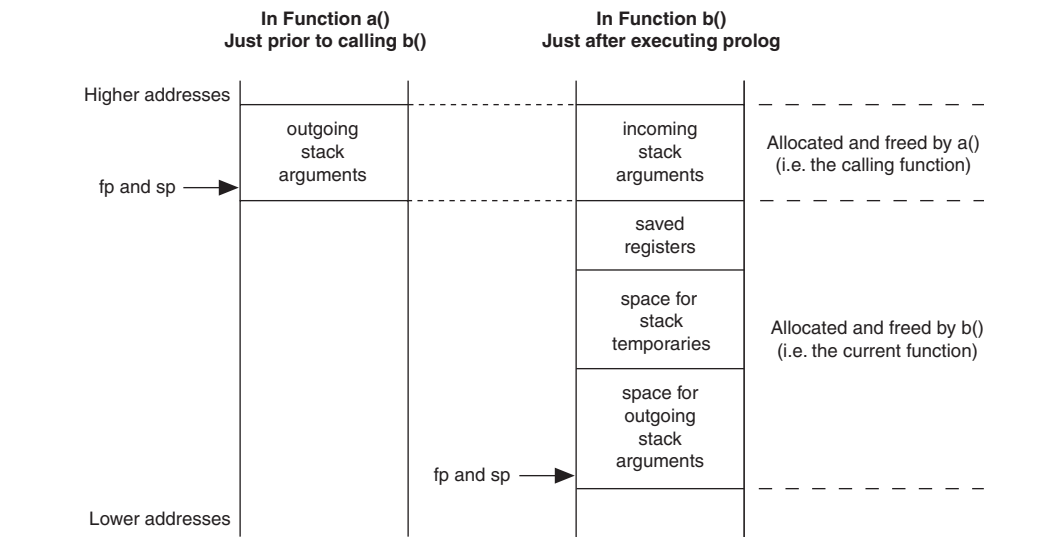 In Function a()
Just prior to calling b()
In Function b()
Just after executing prolog
Higher addresses
outgoing
stack
arguments
fp and sp
incoming
stack
arguments
Allocated and freed by a()
(i.e. the calling function)
saved
registers
space for
stack
temporaries
Allocated and freed by b()
(i.e. the current function)
space for
outgoing
stack
arguments
fp and sp
Lower addresses